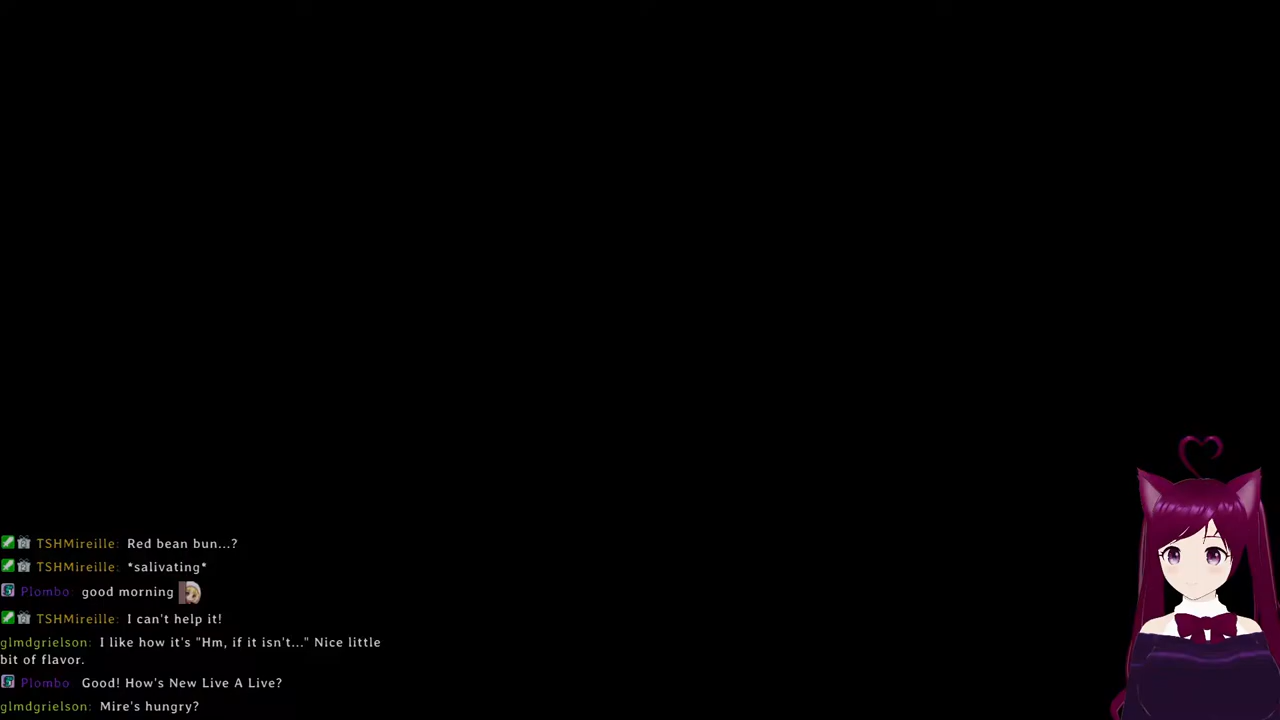 TSHMireille: Red bean bun...?
TSHMireille: *salivating*
Plombo: good morning
TSHMireille: I can't help it!
glmdgrielson: I like how it's "Hm, if it isn't..." Nice little
bit of flavor.
Plombo: Good! How's New Live A Live?
glmdgrielson: Mire's hungry?